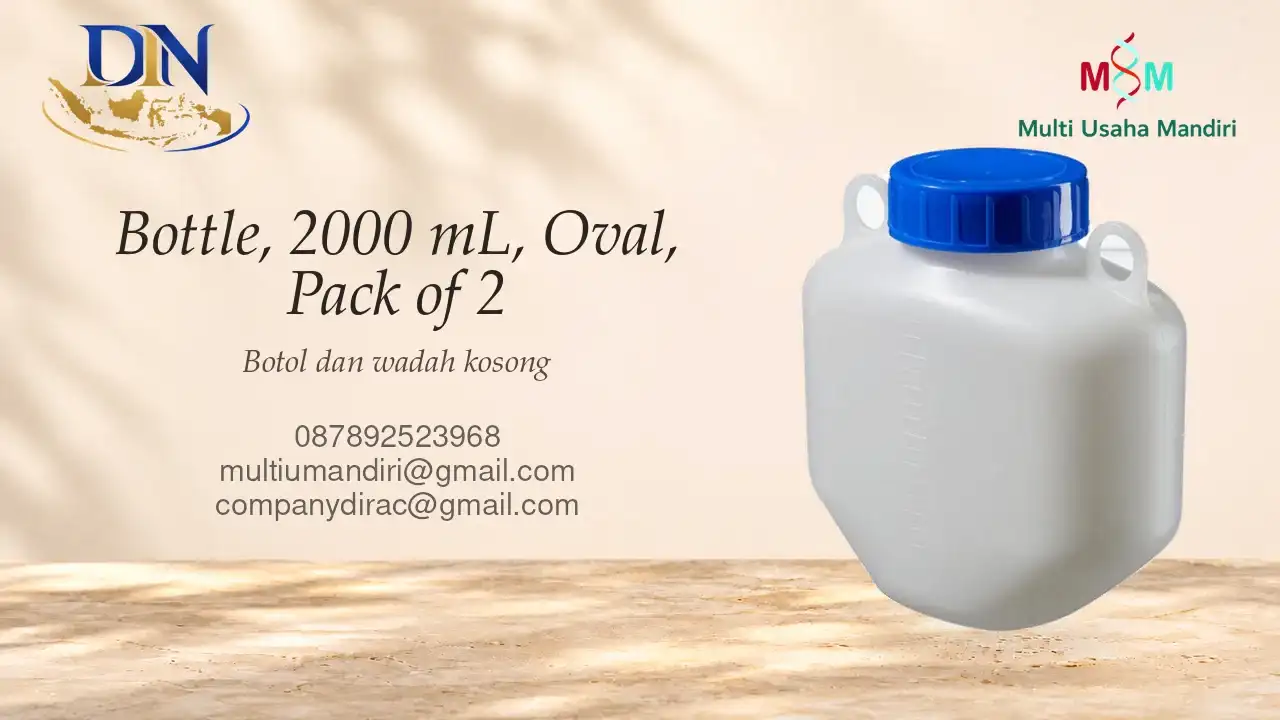 DIN
MSM
Multi Usaha Mandiri
Bottle, 2000 mL, Oval,
Pack of 2
Botol dan wadah kosong
087892523968
multiumandiri@gmail.com
companydirac@gmail.com